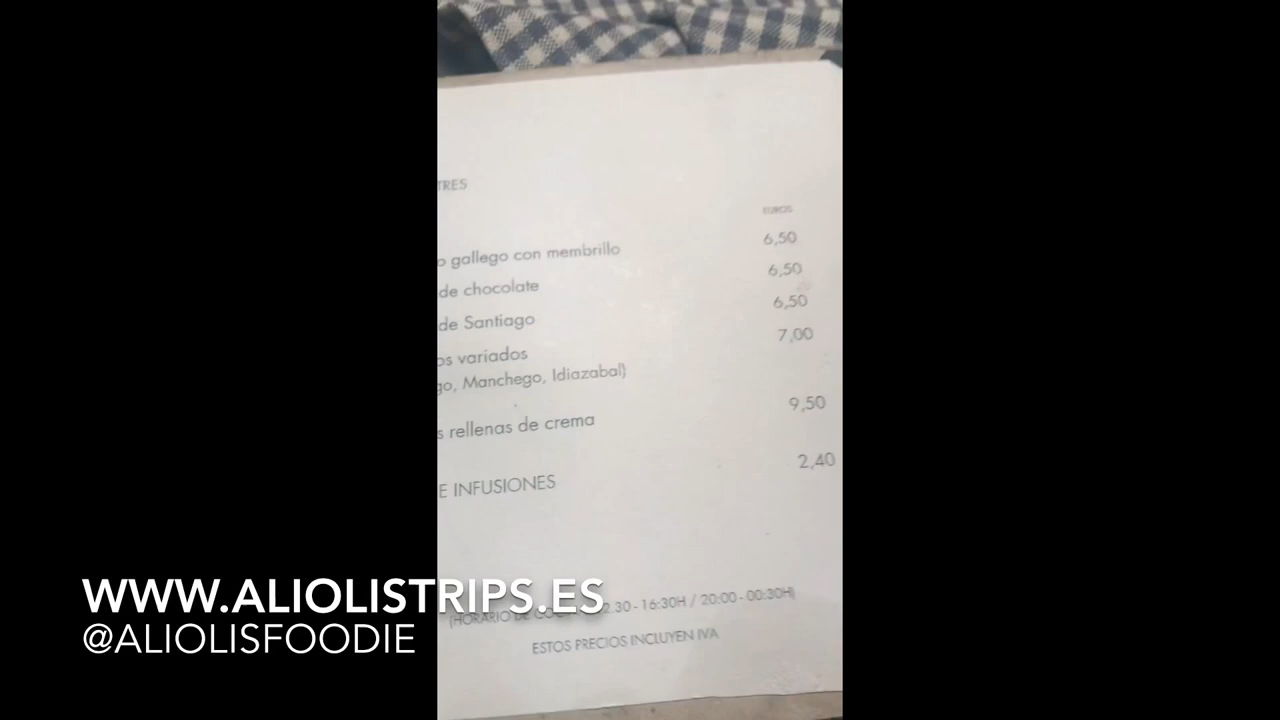 TRES
EUROS
o gallego con membrillo 6,50
de chocolate 6,50
de Santiago 6,50
os variados 7,00
go, Manchego, Idiazabal)
s rellenas de crema 9,50
E INFUSIONES 2,40
(HORARIO DE 2.30 - 16:30H / 20:00 - 00:30H)
ESTOS PRECIOS INCLUYEN IVA
WWW.ALIOLISTRIPS.ES
@ALIOLISFOODIE